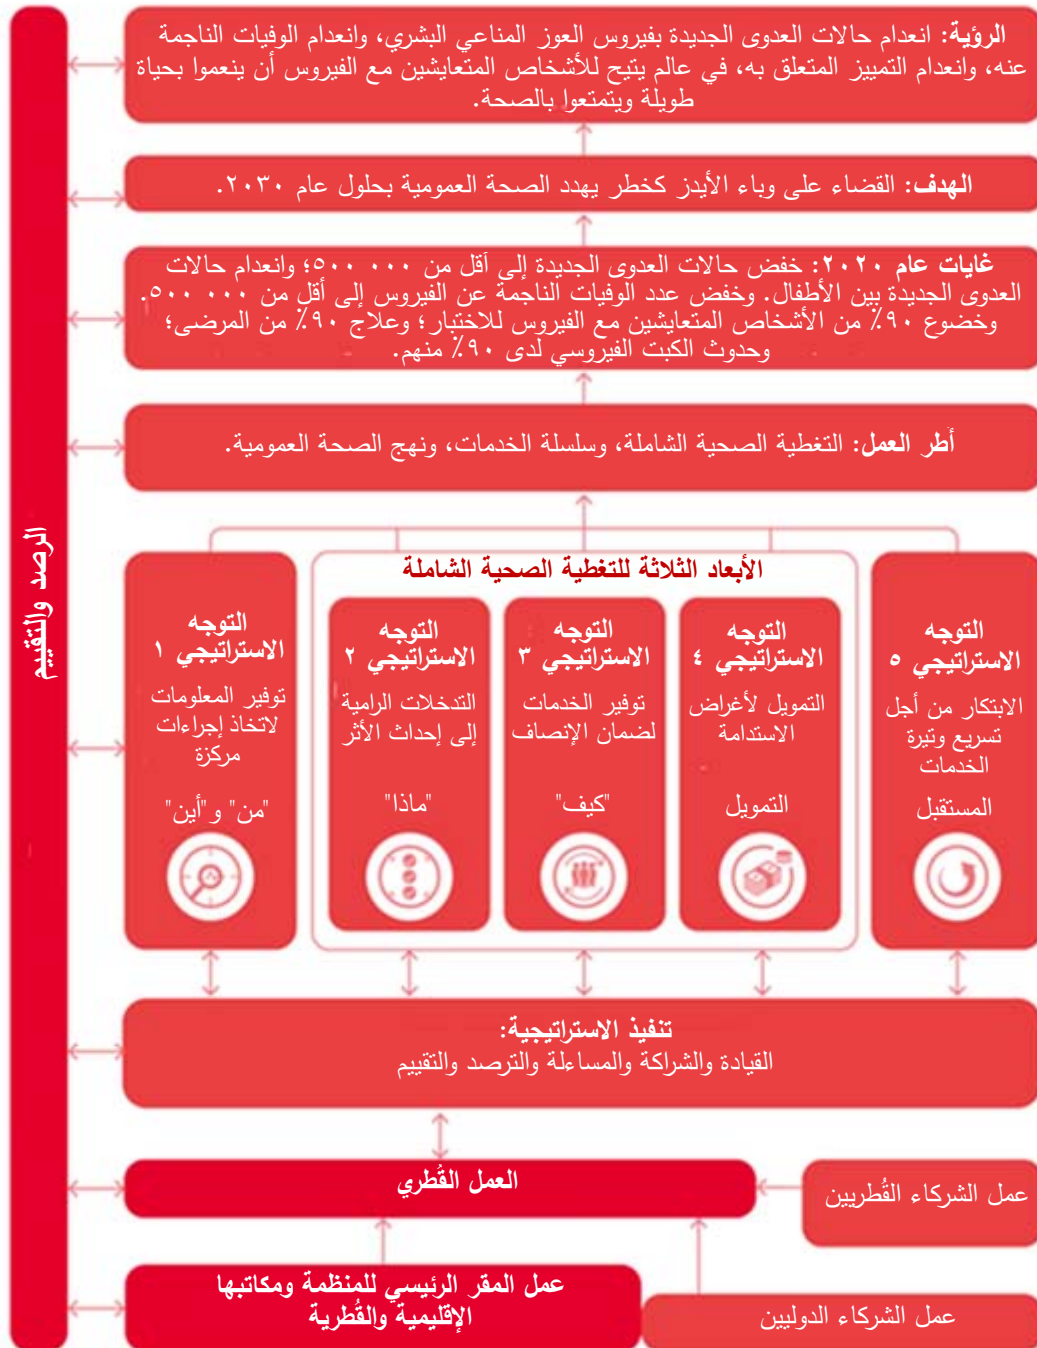 الرؤية: انعدام حالات العدوى الجديدة بفيروس العوز المناعي البشري، وانعدام الوفيات الناجمة
عنه، وانعدام التمييز المتعلق به، في عالم يتيح للأشخاص المتعايشين مع الفيروس أن ينعموا بحياة
طويلة ويتمتعوا بالصحة.
الهدف: القضاء على وباء الأيدز كخطر يهدد الصحة العمومية بحلول عام ٢٠٣٠.
غايات عام ٢٠٢٠: خفض حالات العدوى الجديدة إلى أقل من ٥٠٠ ٠٠٠؛ وانعدام حالات
العدوى الجديدة بين الأطفال. وخفض عدد الوفيات الناجمة عن الفيروس إلى أقل من ٥٠٠ ٠٠٠.
وخضوع ٩٠٪ من الأشخاص المتعايشين مع الفيروس للاختبار؛ وعلاج ٩٠٪ من المرضى؛
وحدوث الكبت الفيروسي لدى ٩٠٪ منهم.
أطر العمل: التغطية الصحية الشاملة، وسلسلة الخدمات، ونهج الصحة العمومية.
الرصد والتقييم
الأبعاد الثلاثة للتغطية الصحية الشاملة
التوجه
الاستراتيجي ١
توفير المعلومات
لاتخاذ إجراءات
مركزة
"من" و"أين"
التوجه
الاستراتيجي ٢
التدخلات الرامية
إلى إحداث الأثر
"ماذا"
التوجه
الاستراتيجي ٣
توفير الخدمات
لضمان الإنصاف
"كيف"
التوجه
الاستراتيجي ٤
التمويل لأغراض
الاستدامة
التمويل
التوجه
الاستراتيجي ٥
الابتكار من أجل
تسريع وتيرة
الخدمات
المستقبل
تنفيذ الاستراتيجية:
القيادة والشراكة والمساءلة والترصد والتقييم
العمل القُطري
عمل الشركاء القُطريين
عمل المقر الرئيسي للمنظمة ومكاتبها
الإقليمية والقُطرية
عمل الشركاء الدوليين